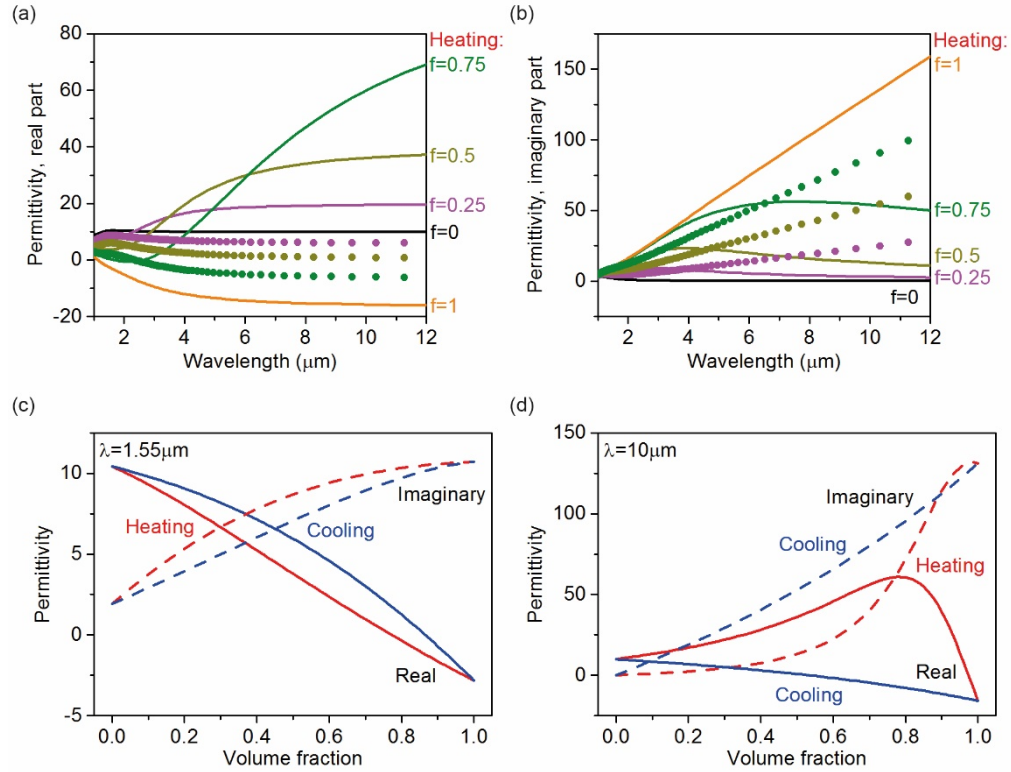 (a)
80
60
40
20
0
-20
Permittivity, real part
2
4
6
8
10
12
Wavelength (μm)
Heating:
f=0.75
f=0.5
f=0.25
f=0
f=1
(b)
150
100
50
0
Permittivity, imaginary part
2
4
6
8
10
12
Wavelength (μm)
Heating:
f=1
f=0.75
f=0.5
f=0.25
f=0
(c)
λ=1.55μm
10
5
0
-5
Permittivity
Imaginary
Heating
Cooling
Real
0.0
0.2
0.4
0.6
0.8
1.0
Volume fraction
(d)
150
λ=10μm
100
50
0
-50
Permittivity
Imaginary
Cooling
Heating
Real
Cooling
0.0
0.2
0.4
0.6
0.8
1.0
Volume fraction